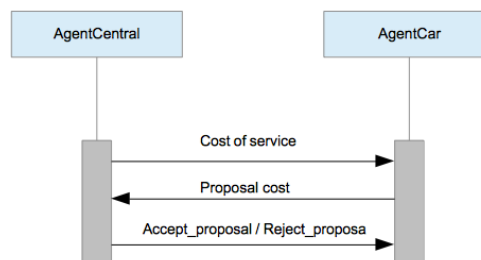 AgentCentral
AgentCar
Cost of service
Proposal cost
Accept_proposal / Reject_proposa